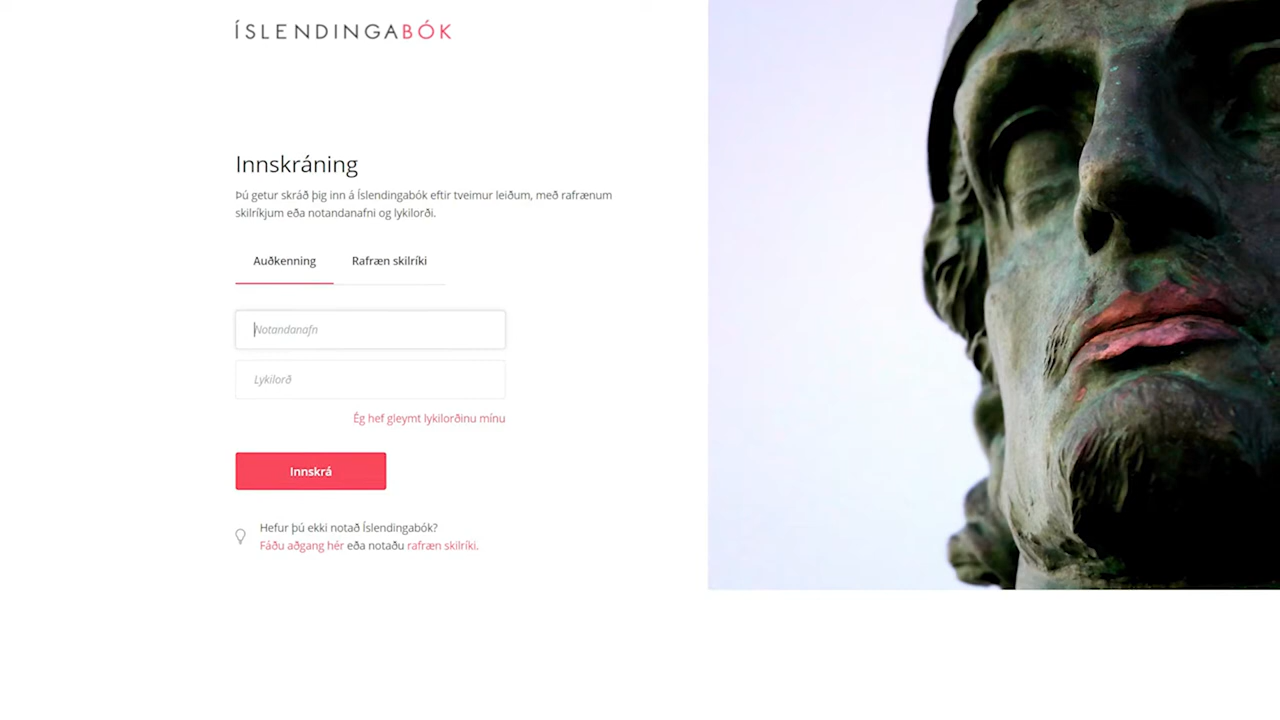 ÍSLENDINGABÓK
Innskráning
Þú getur skráð þig inn á Íslendingabók eftir tveimur leiðum, með rafrænum
skilríkjum eða notandanafni og lykilorði.
Auðkenning Rafræn skilríki
Notandanafn
Lykilorð
Ég hef gleymt lykilorðinu mínu
Innskrá
Hefur þú ekki notað Íslendingabók?
Fáðu aðgang hér eða notaðu rafræn skilríki.